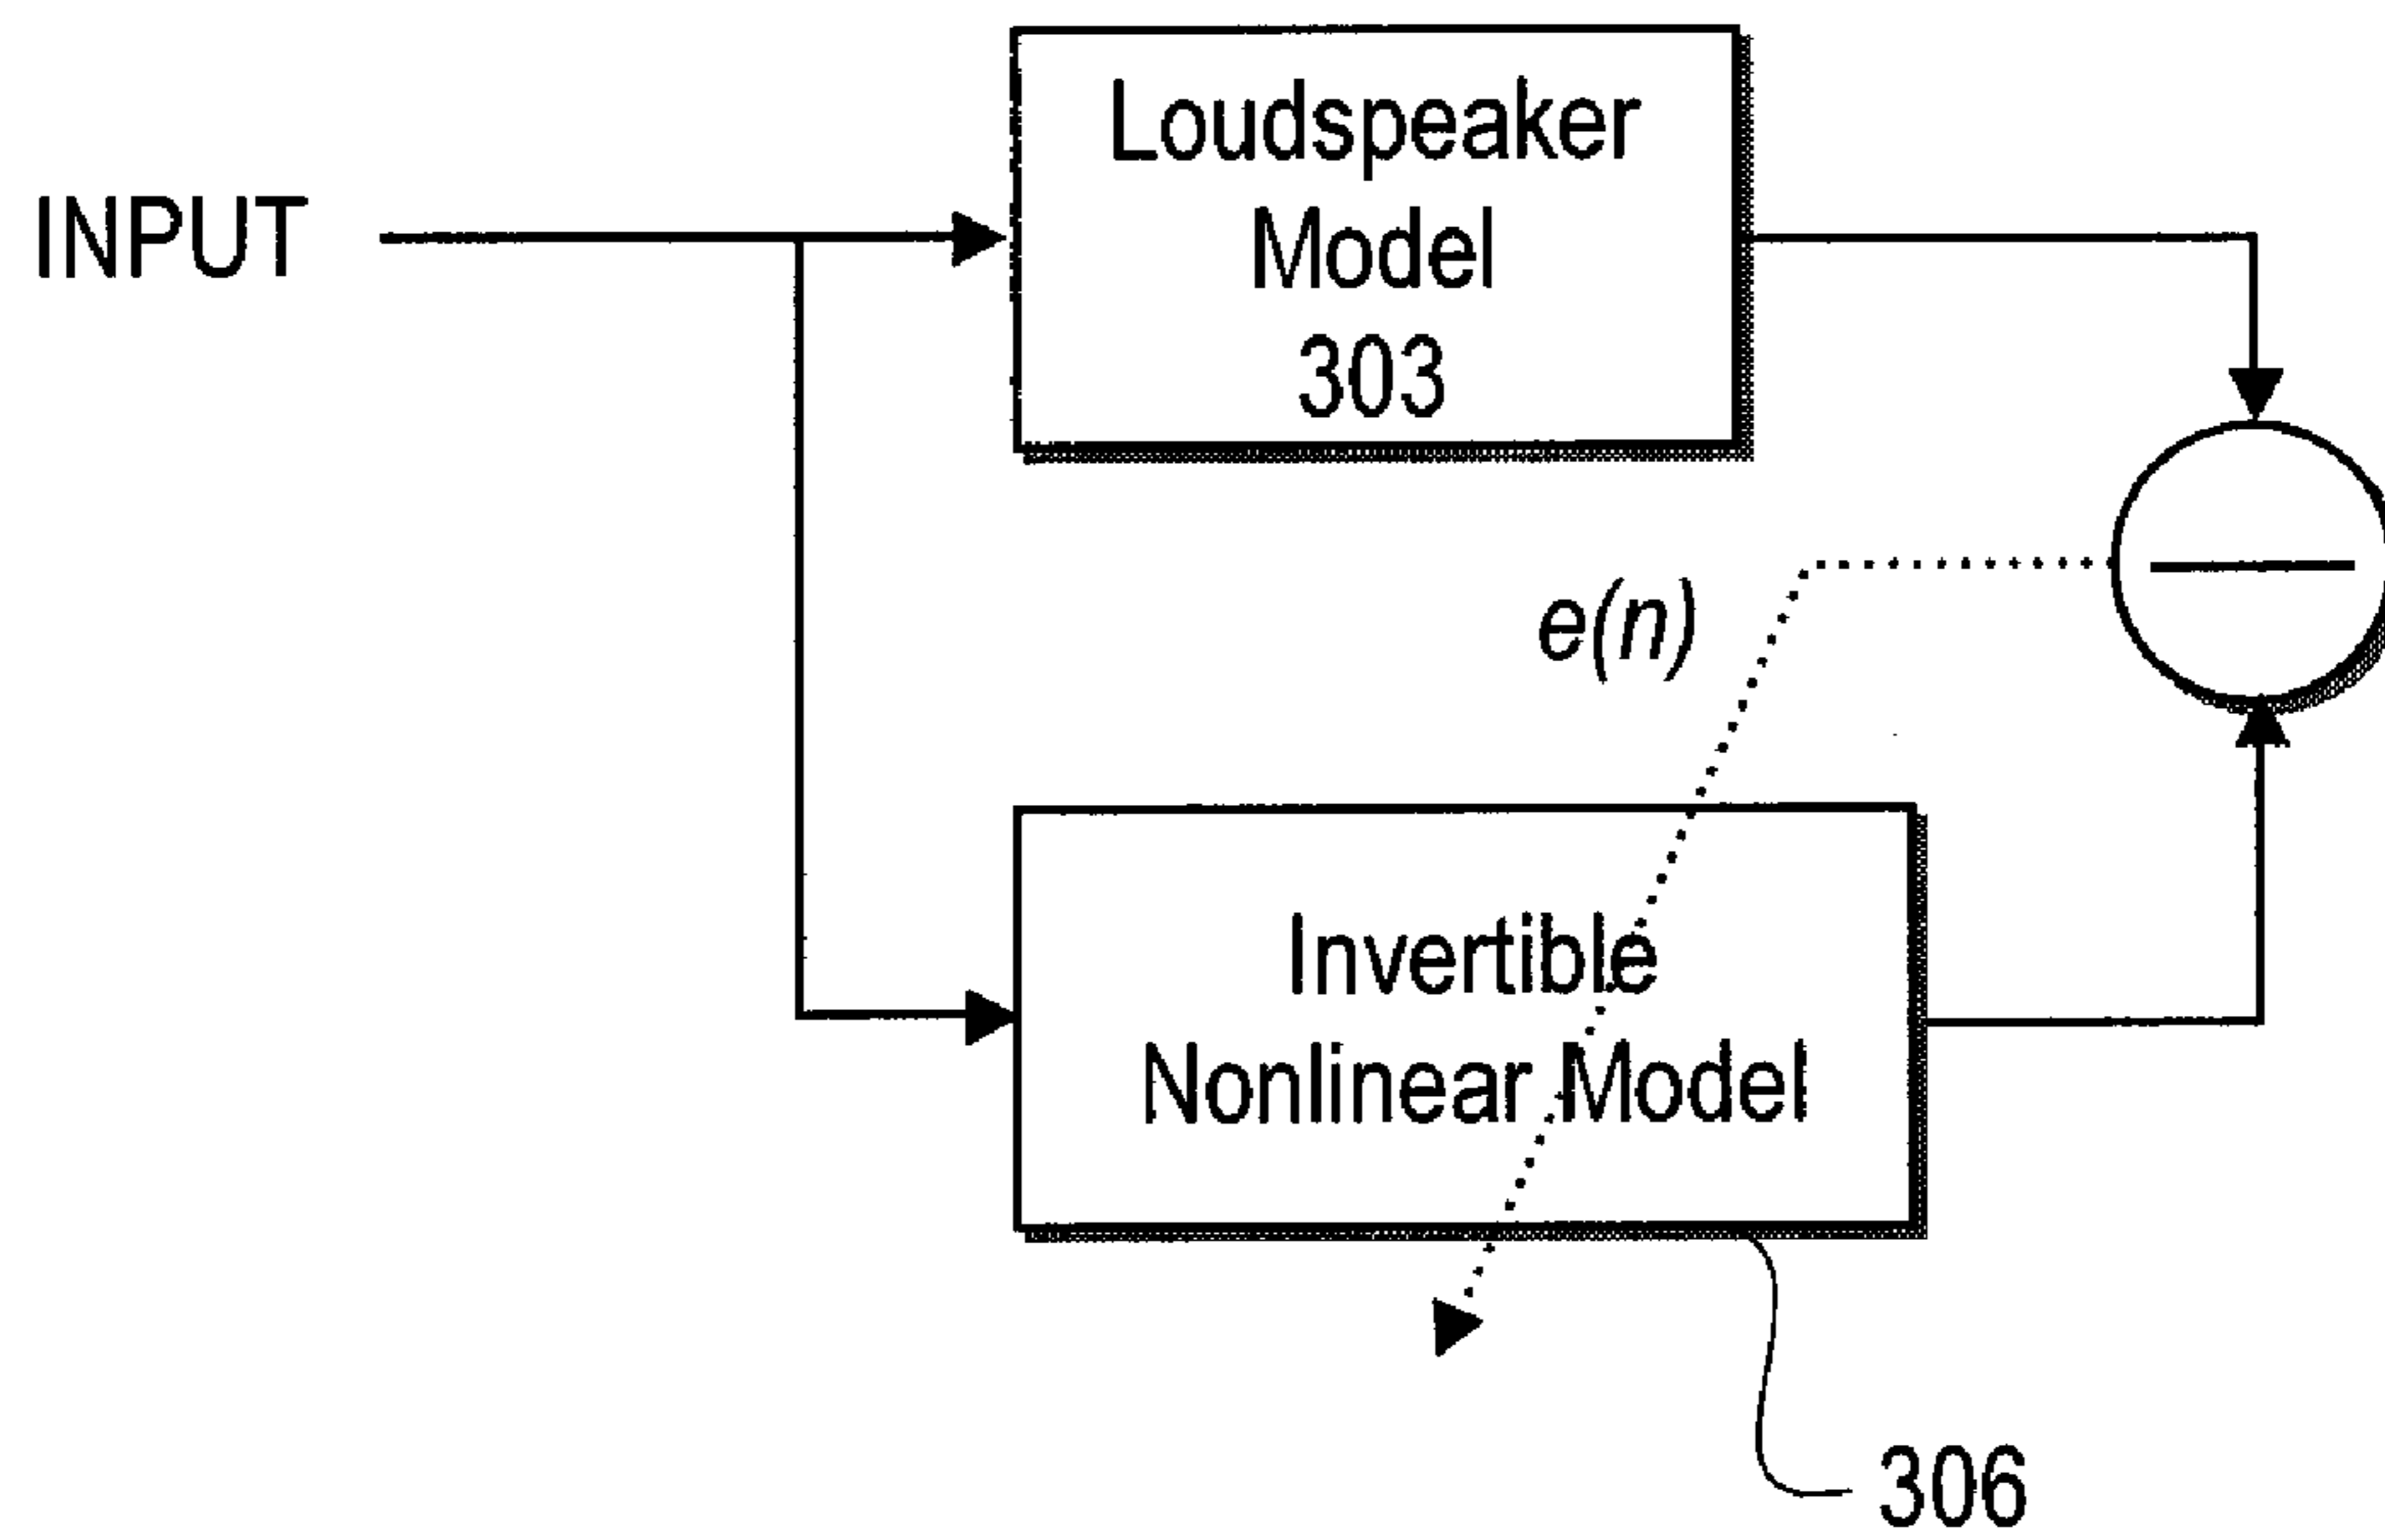 Loudspeaker
Model
303
INPUT
e(n)
Invertible
Nonlinear Model
306